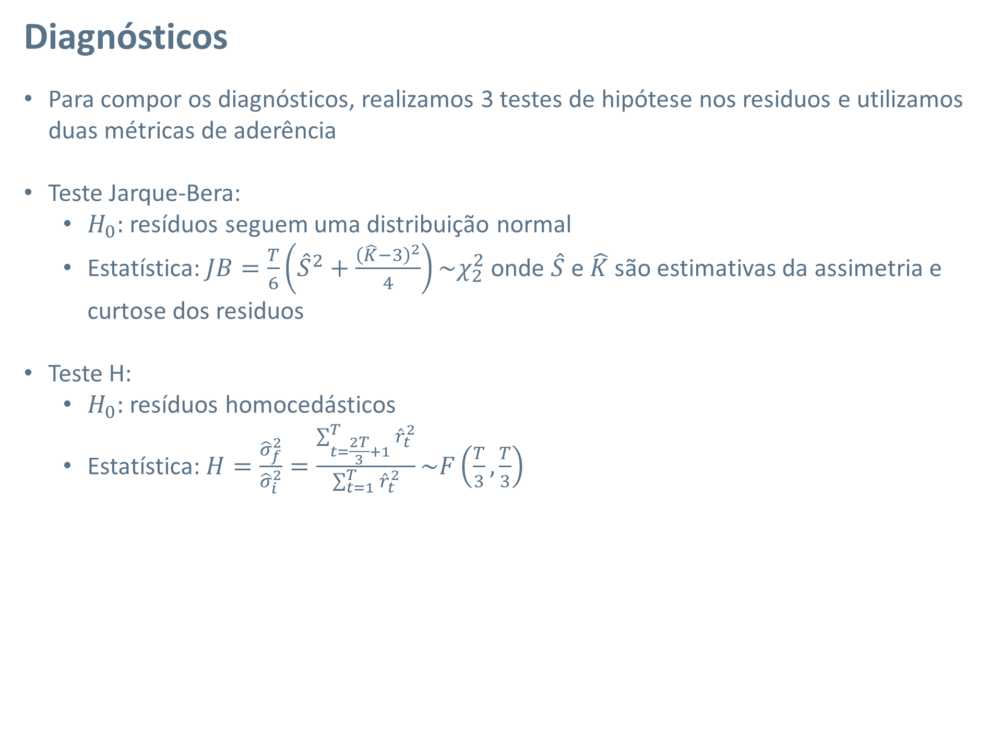 Diagnósticos
• Para compor os diagnósticos, realizamos 3 testes de hipótese nos residuos e utilizamos
duas métricas de aderência
• Teste Jarque-Bera:
• $H_0$: resíduos seguem uma distribuição normal
• Estatística: $JB = \frac{T}{6}\left(\hat{S}^2 + \frac{(\hat{K}-3)^2}{4}\right) \sim \chi_2^2$ onde $\hat{S}$ e $\hat{K}$ são estimativas da assimetria e
curtose dos residuos
• Teste H:
• $H_0$: resíduos homocedásticos
• Estatística: $H = \frac{\hat{\sigma}_f^2}{\hat{\sigma}_i^2} = \frac{\sum_{t=\frac{2T}{3}+1}^{T} \hat{r}_t^2}{\sum_{t=1}^{T} \hat{r}_t^2} \sim F\left(\frac{T}{3}, \frac{T}{3}\right)$